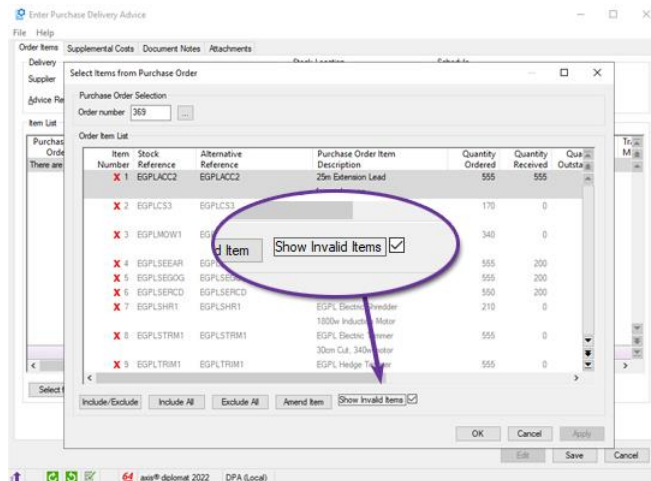 Enter Purchase Delivery Advice
File Help
Order Items Supplemental Costs Document Notes Attachments
Delivery
Supplier
Advice Re
Item List
Purchas
Orde
There are
Select Items from Purchase Order
Purchase Order Selection
Order number 369 ...
Order Item List
Item Stock Alternative Purchase Order Item Quantity Quantity Qua
Number Reference Reference Description Ordered Received Outsta
X 1 EGPLACC2 EGPLACC2 25m Extension Lead 555 555
X 2 EGPLCS3 EGPLCS3 170 0
X 3 EGPLMOW1 340 0
X 4 EGPLSEEAR EGPLSEEAR 555 200
X 5 EGPLSEGOG 555 200
X 6 EGPLSERCD EGPLSERCD 550 200
X 7 EGPLSHR1 EGPLSHR1 EGPL Electric Shredder 210 0
1800w Induction Motor
X 8 EGPLSTRM1 EGPLSTRM1 EGPL Electric Trimmer 555 0
30cm Cut, 340w motor
X 9 EGPLTRIM1 EGPLTRIM1 EGPL Hedge 555 0
d Item Show Invalid Items
Include/Exclude Include All Exclude All Amend Item Show Invalid Items
OK Cancel Apply
Select
Edit Save Cancel
64 axis® diplomat 2022 DPA (Local)